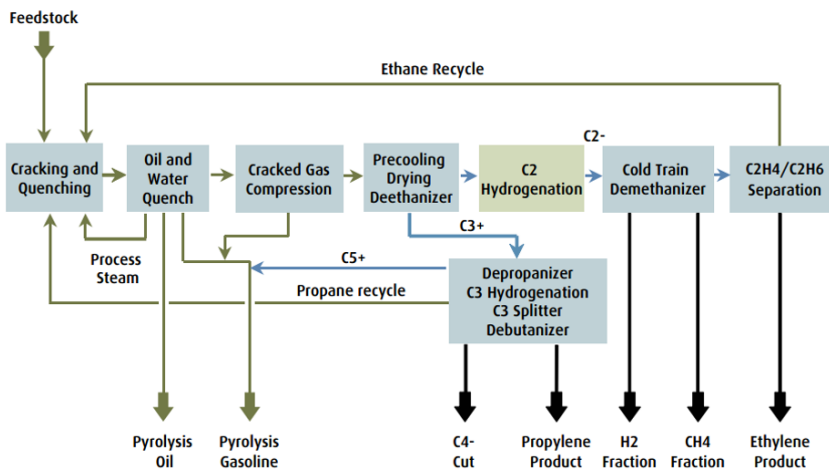 Feedstock
Ethane Recycle
C2-
Cracking and
Quenching
Oil and
Water
Quench
Cracked Gas
Compression
Precooling
Drying
Deethanizer
C2
Hydrogenation
Cold Train
Demethanizer
C2H4/C2H6
Separation
C3+
Process
Steam
C5+
Propane recycle
Depropanizer
C3 Hydrogenation
C3 Splitter
Debutanizer
Pyrolysis
Oil
Pyrolysis
Gasoline
C4-
Cut
Propylene
Product
H2
Fraction
CH4
Fraction
Ethylene
Product